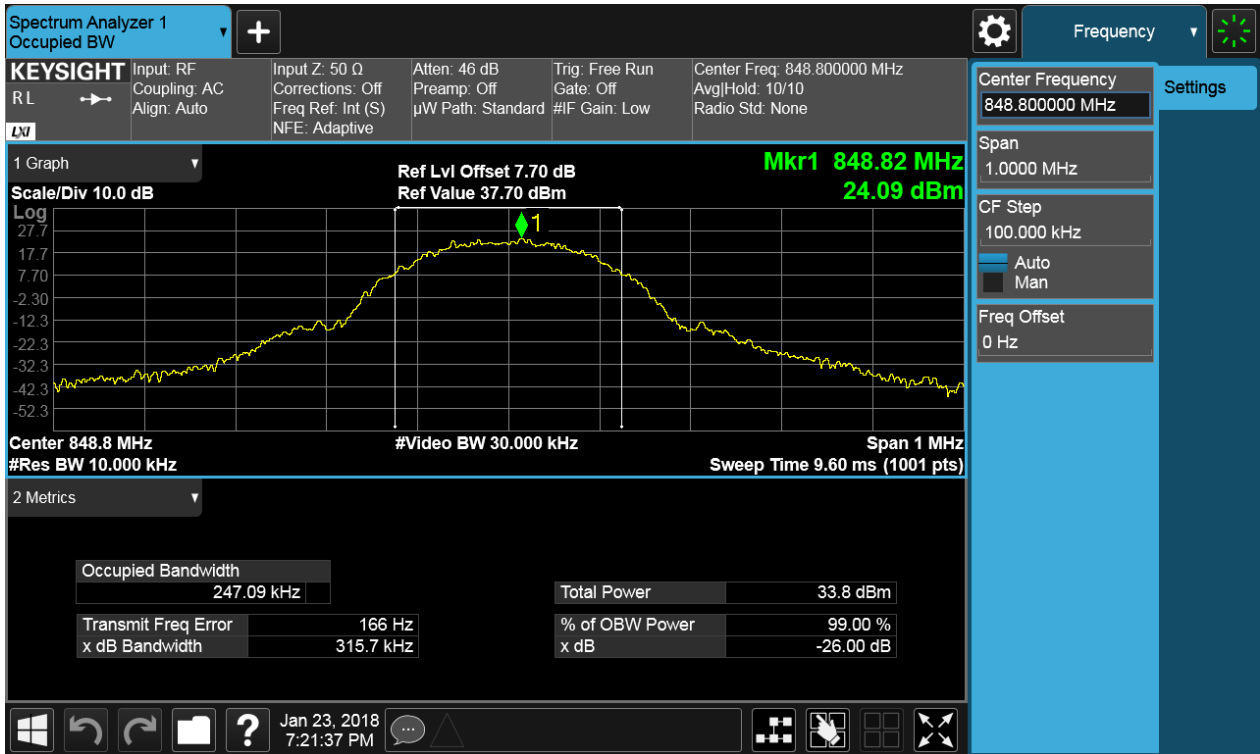 Spectrum Analyzer 1
Occupied BW
+
Frequency
KEYSIGHT Input: RF
Coupling: AC
Align: Auto
R L
LXI
Input Z: 50 Ω
Corrections: Off
Freq Ref: Int (S)
NFE: Adaptive
Atten: 46 dB
Preamp: Off
µW Path: Standard
Trig: Free Run
Gate: Off
#IF Gain: Low
Center Freq: 848.800000 MHz
Avg|Hold: 10/10
Radio Std: None
Center Frequency
848.800000 MHz
Settings
Span
1.0000 MHz
CF Step
100.000 kHz
Auto
Man
Freq Offset
0 Hz
1 Graph
Scale/Div 10.0 dB
Ref Lvl Offset 7.70 dB
Ref Value 37.70 dBm
Mkr1 848.82 MHz
24.09 dBm
Log
27.7
17.7
7.70
-2.30
-12.3
-22.3
-32.3
-42.3
-52.3
1
Center 848.8 MHz
#Res BW 10.000 kHz
#Video BW 30.000 kHz
Span 1 MHz
Sweep Time 9.60 ms (1001 pts)
2 Metrics
Occupied Bandwidth
247.09 kHz
Transmit Freq Error 166 Hz
x dB Bandwidth 315.7 kHz
Total Power 33.8 dBm
% of OBW Power 99.00 %
x dB -26.00 dB
?
Jan 23, 2018
7:21:37 PM